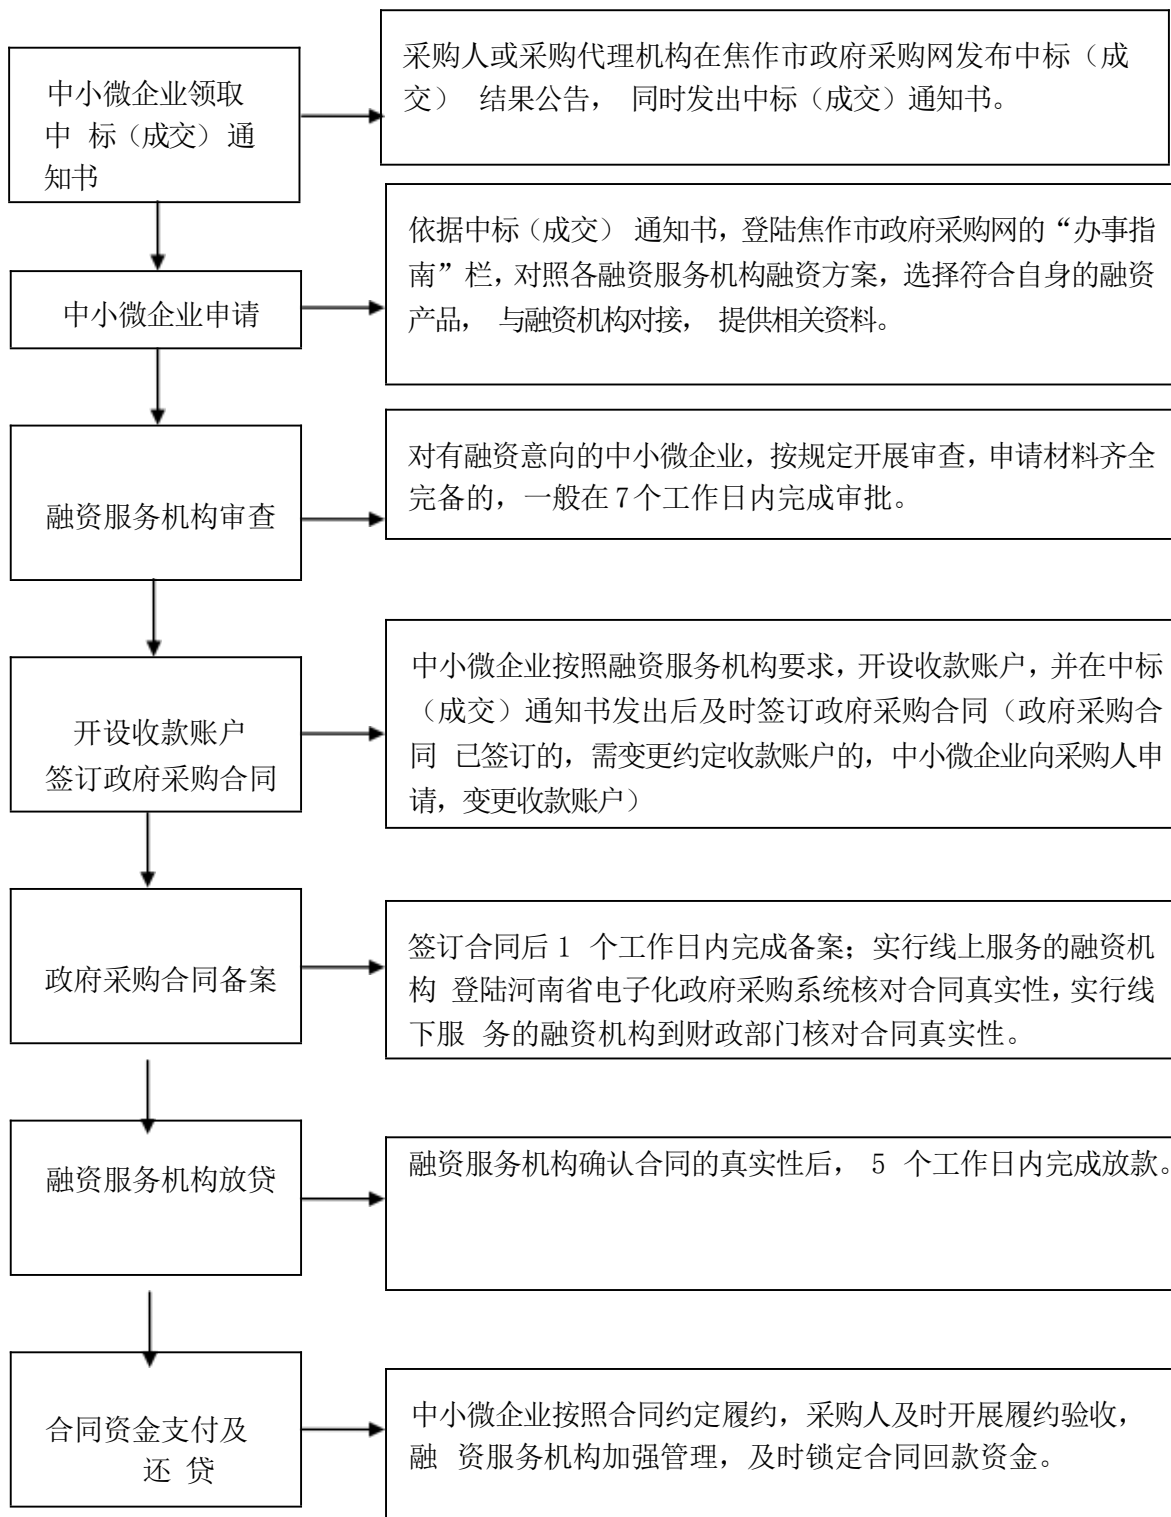 中小微企业领取
中 标（成交） 通
知书
采购人或采购代理机构在焦作市政府采购网发布中标（成
交） 结果公告， 同时发出中标（成交）通知书。
中小微企业申请
依据中标（成交） 通知书，登陆焦作市政府采购网的“办事指
南”栏，对照各融资服务机构融资方案，选择符合自身的融资
产品， 与融资机构对接， 提供相关资料。
融资服务机构审查
对有融资意向的中小微企业，按规定开展审查，申请材料齐全
完备的，一般在 7 个工作日内完成审批。
开设收款账户
签订政府采购合同
中小微企业按照融资服务机构要求，开设收款账户，并在中标
（成交）通知书发出后及时签订政府采购合同（政府采购合
同 已签订的，需变更约定收款账户的，中小微企业向采购人申
请，变更收款账户）
政府采购合同备案
签订合同后 1 个工作日内完成备案；实行线上服务的融资机
构 登陆河南省电子化政府采购系统核对合同真实性，实行线
下服 务的融资机构到财政部门核对合同真实性。
融资服务机构放贷
融资服务机构确认合同的真实性后， 5 个工作日内完成放款。
合同资金支付及
还 贷
中小微企业按照合同约定履约，采购人及时开展履约验收，
融 资服务机构加强管理，及时锁定合同回款资金。